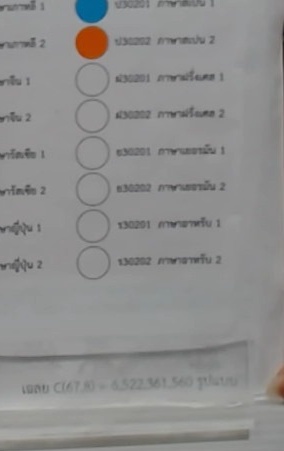 ษาเกาหลี 1 ป30201 ภาษาสเปน 1
ษาเกาหลี 2 ป30202 ภาษาสเปน 2
ษาจีน 1 ฝ30201 ภาษาฝรั่งเศส 1
ษาจีน 2 ฝ30202 ภาษาฝรั่งเศส 2
ษารัสเซีย 1 ย30201 ภาษาเยอรมัน 1
ษารัสเซีย 2 ย30202 ภาษาเยอรมัน 2
ษาญี่ปุ่น 1 ร30201 ภาษาอาหรับ 1
ษาญี่ปุ่น 2 ร30202 ภาษาอาหรับ 2
เฉลย C(67,8) = 6,522,361,560 รูปแบบ